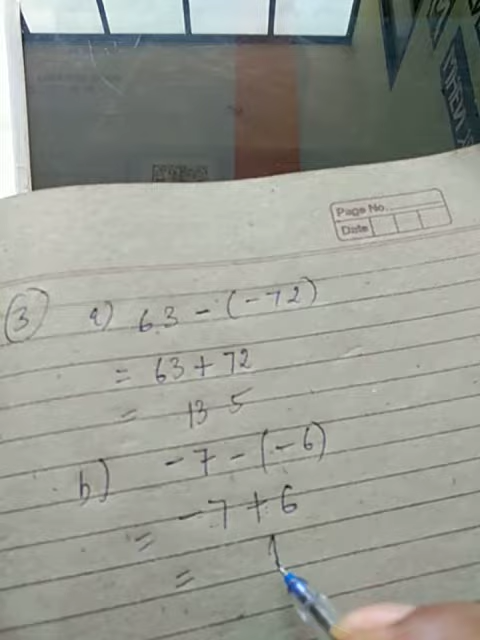 Page No.
Date
3 a) 63 - (-72)
= 63 + 72
= 135
b) -7 - (-6)
= -7 + 6
= 1